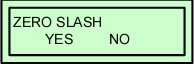 ZERO SLASH
YES NO